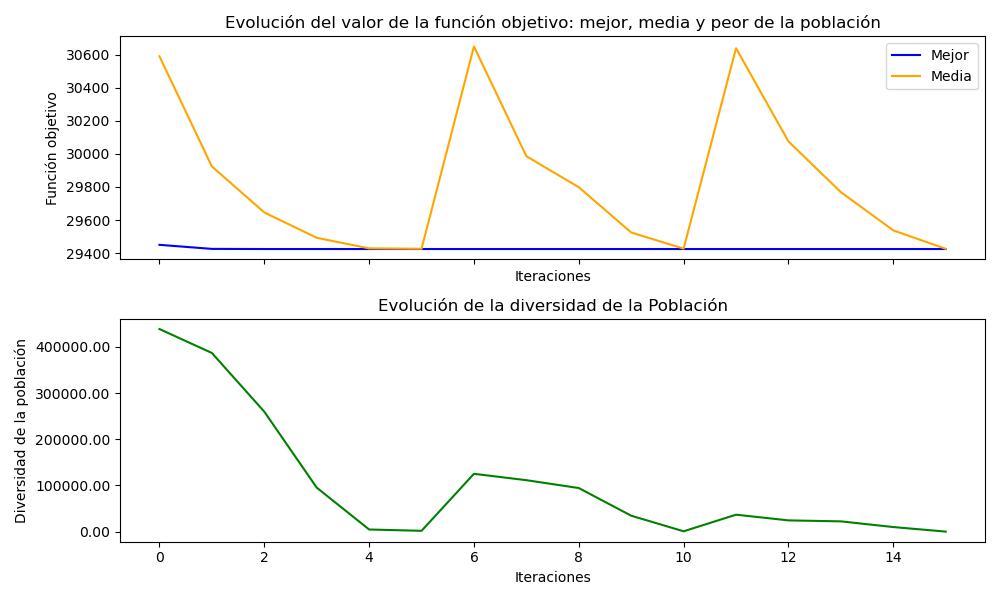 Evolución del valor de la función objetivo: mejor, media y peor de la población
30600
30400
30200
30000
29800
29600
29400
Función objetivo
Mejor
Media
Iteraciones
Evolución de la diversidad de la Población
400000.00
300000.00
200000.00
100000.00
0.00
Diversidad de la población
0 2 4 6 8 10 12 14
Iteraciones